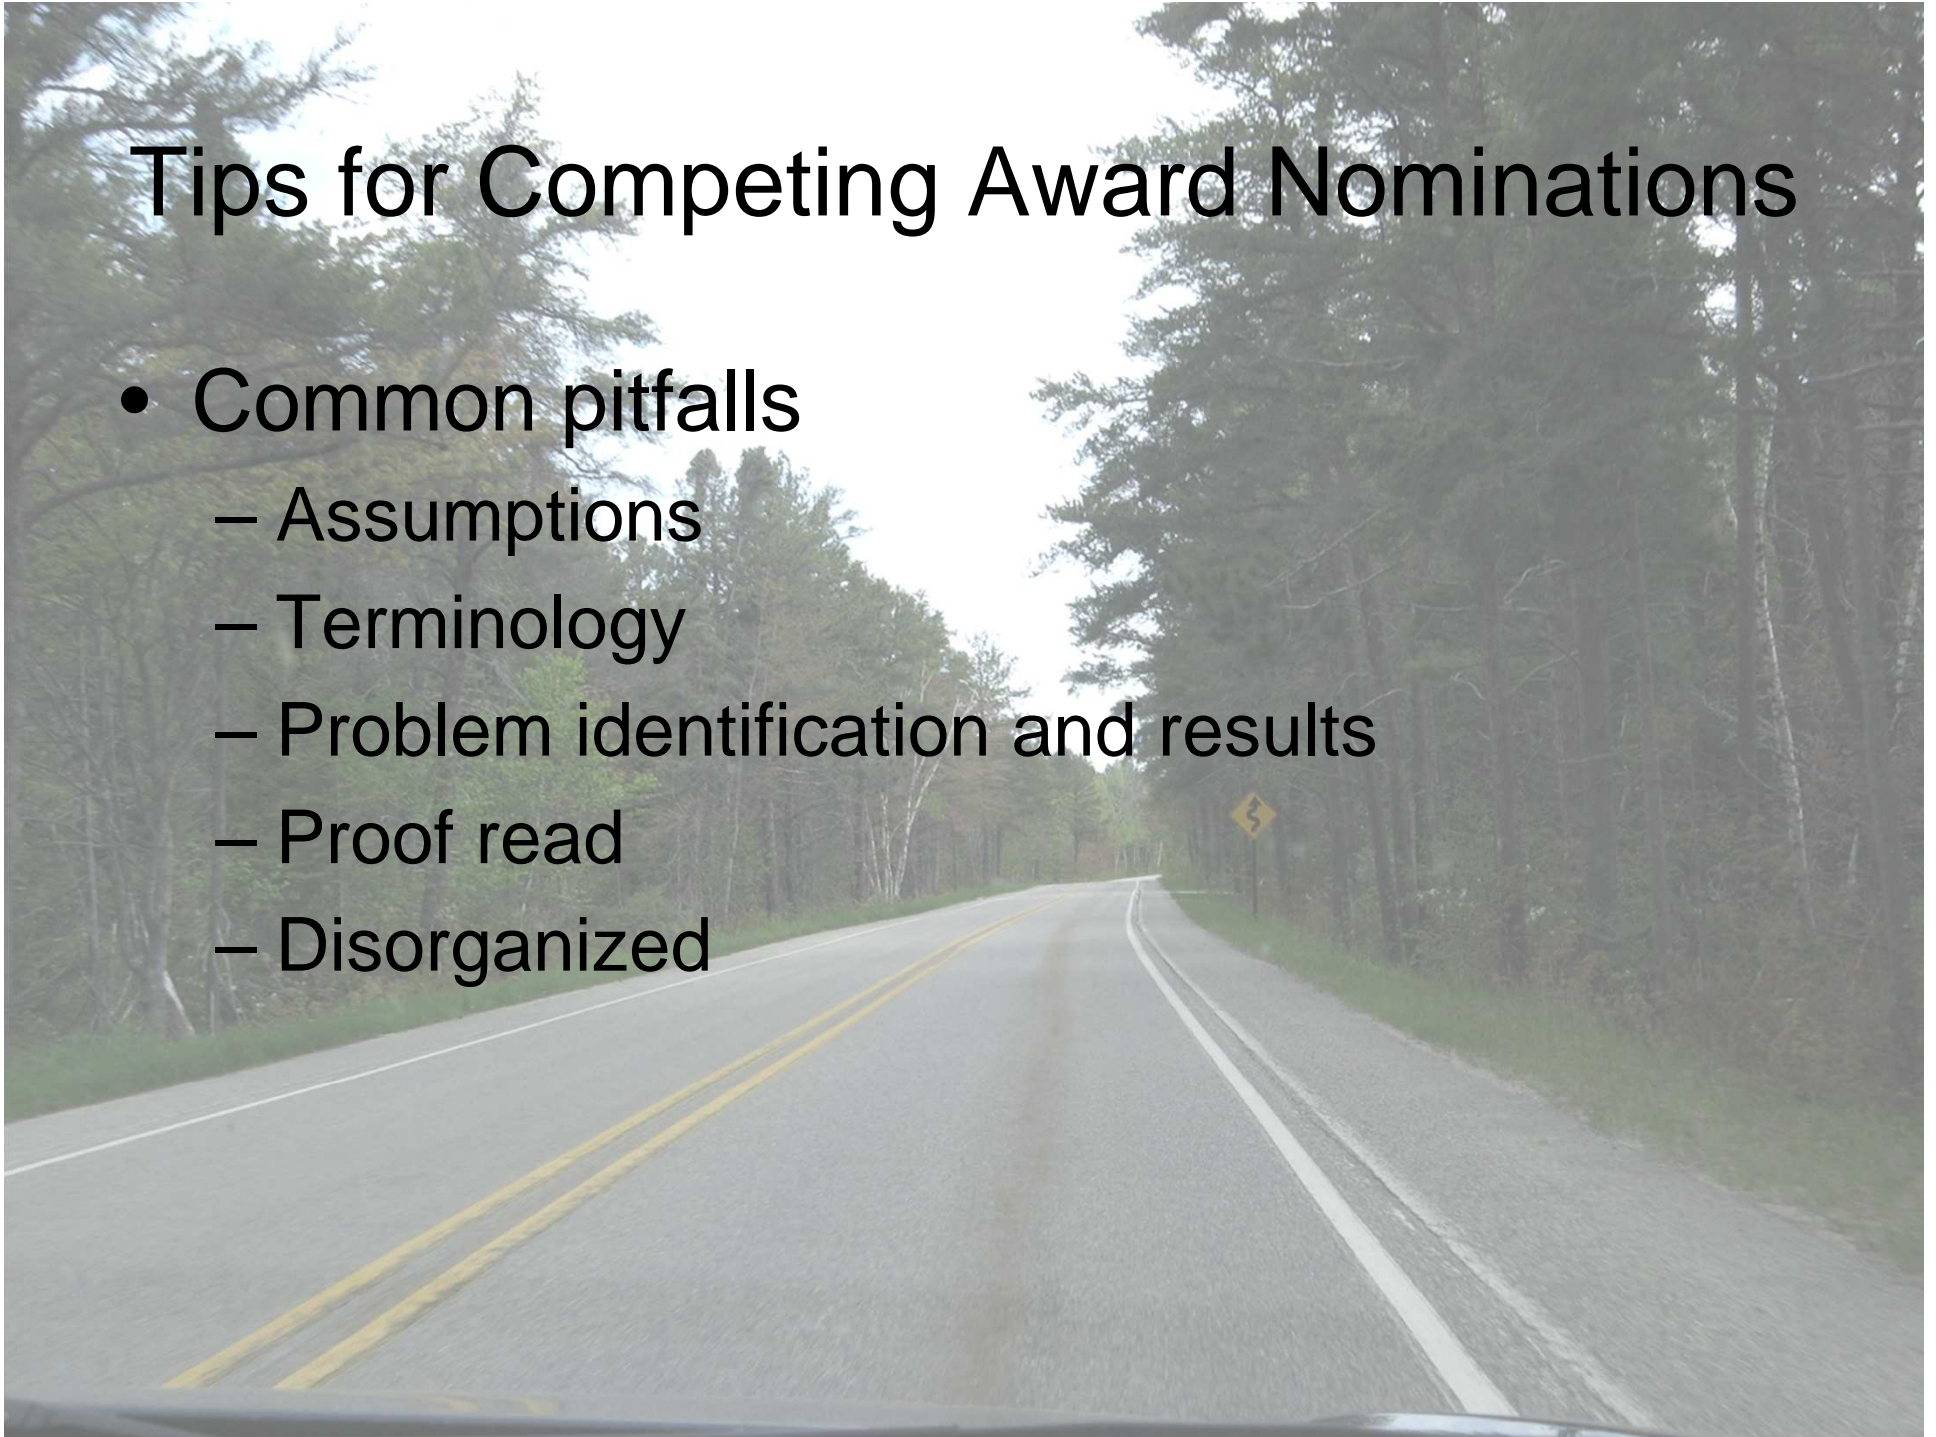 Tips for Competing Award Nominations
• Common pitfalls
– Assumptions
– Terminology
– Problem identification and results
– Proof read
– Disorganized